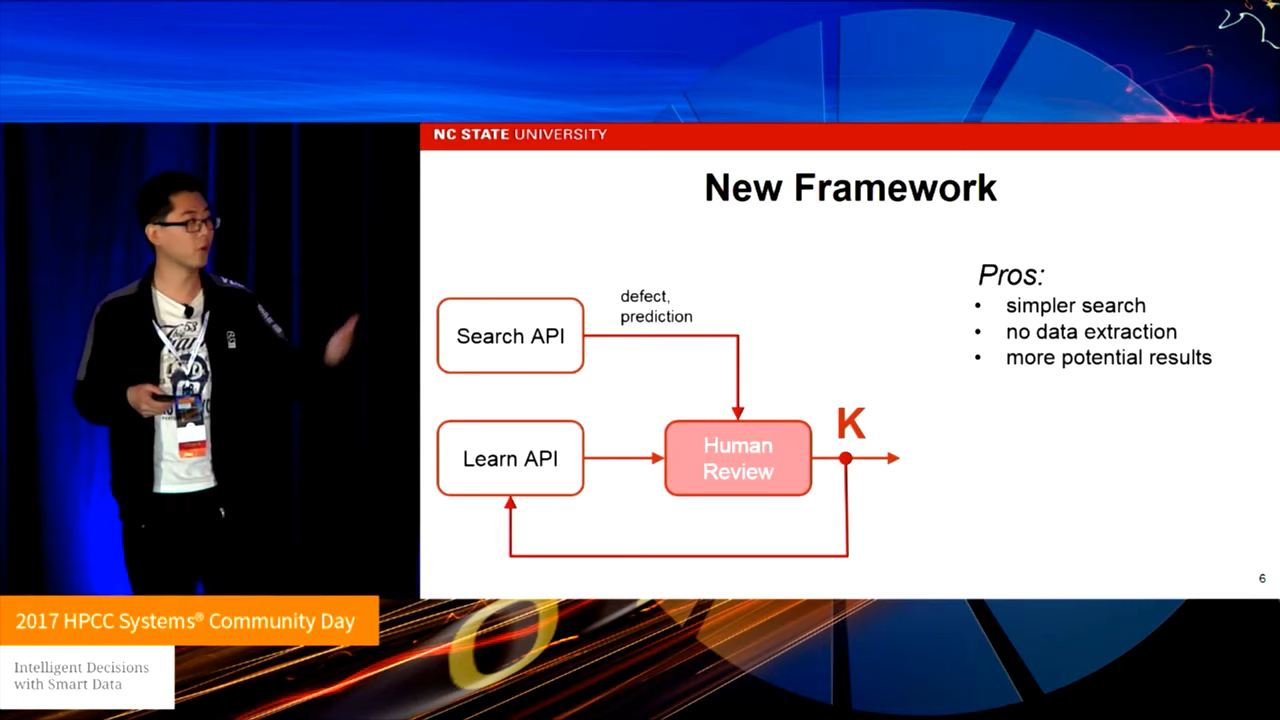 NC STATE UNIVERSITY
New Framework
Pros:
• simpler search
• no data extraction
• more potential results
defect,
prediction
Search API
Learn API
Human
Review
K
6
2017 HPCC Systems® Community Day
Intelligent Decisions
with Smart Data